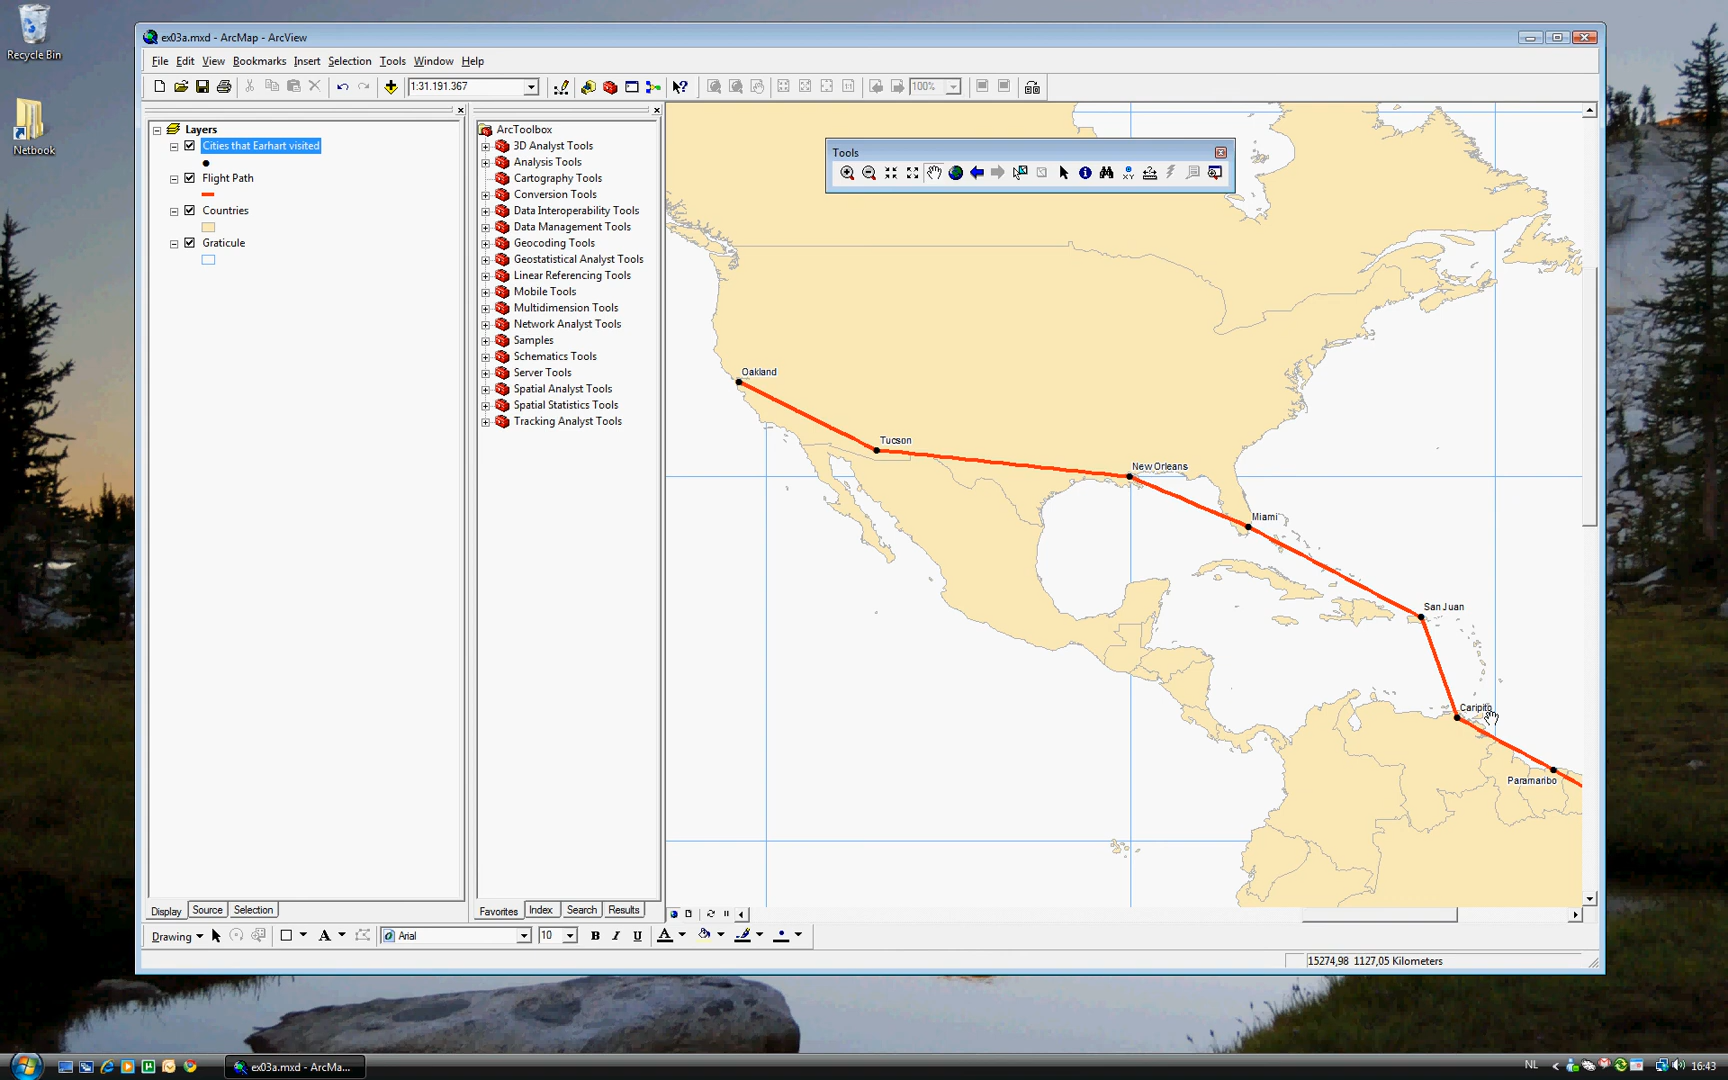 Recycle Bin
Netbook
ex03a.mxd - ArcMap - ArcView
File Edit View Bookmarks Insert Selection Tools Window Help
1:31.191.367
100%
Layers
Cities that Earhart visited
Flight Path
Countries
Graticule
Display Source Selection
ArcToolbox
3D Analyst Tools
Analysis Tools
Cartography Tools
Conversion Tools
Data Interoperability Tools
Data Management Tools
Geocoding Tools
Geostatistical Analyst Tools
Linear Referencing Tools
Mobile Tools
Multidimension Tools
Network Analyst Tools
Samples
Schematics Tools
Server Tools
Spatial Analyst Tools
Spatial Statistics Tools
Tracking Analyst Tools
Favorites Index Search Results
Tools
Oakland
Tucson
New Orleans
Miami
San Juan
Caripito
Paramaribo
Drawing A Arial 10 B I U A
15274,98 1127,05 Kilometers
ex03a.mxd - ArcMa...
NL
16:43